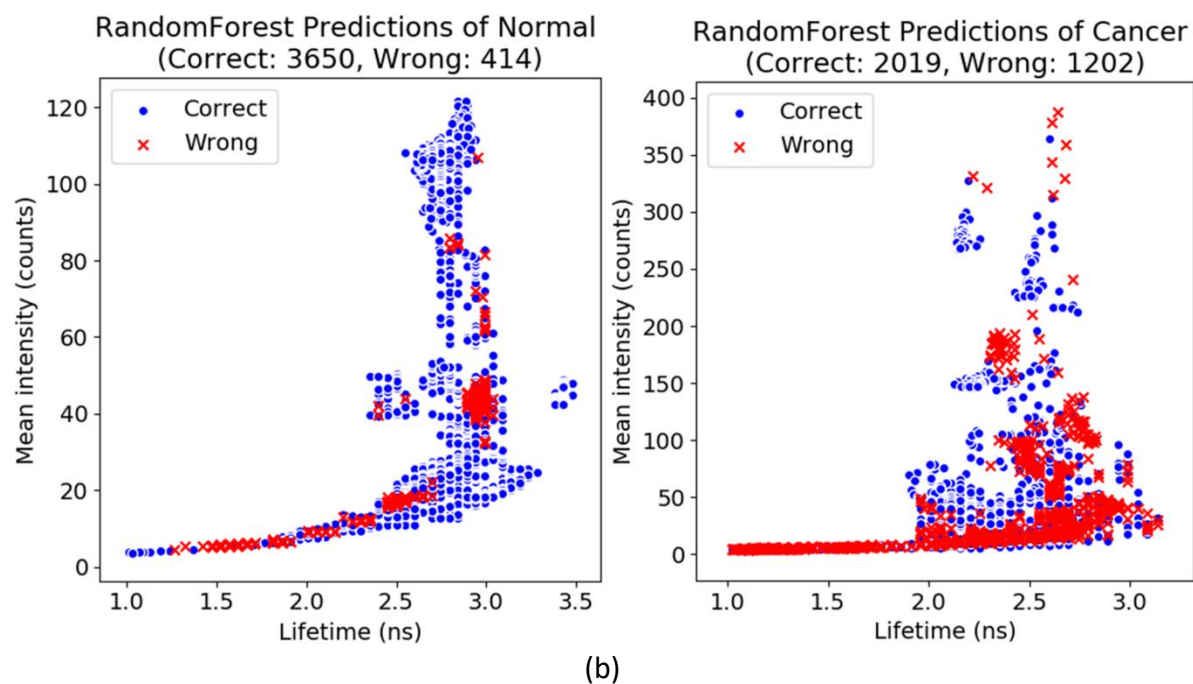 RandomForest Predictions of Normal
(Correct: 3650, Wrong: 414)
Correct
Wrong
Mean intensity (counts)
120
100
80
60
40
20
0
1.0 1.5 2.0 2.5 3.0 3.5
Lifetime (ns)
RandomForest Predictions of Cancer
(Correct: 2019, Wrong: 1202)
Correct
Wrong
Mean intensity (counts)
400
350
300
250
200
150
100
50
0
1.0 1.5 2.0 2.5 3.0
Lifetime (ns)
(b)